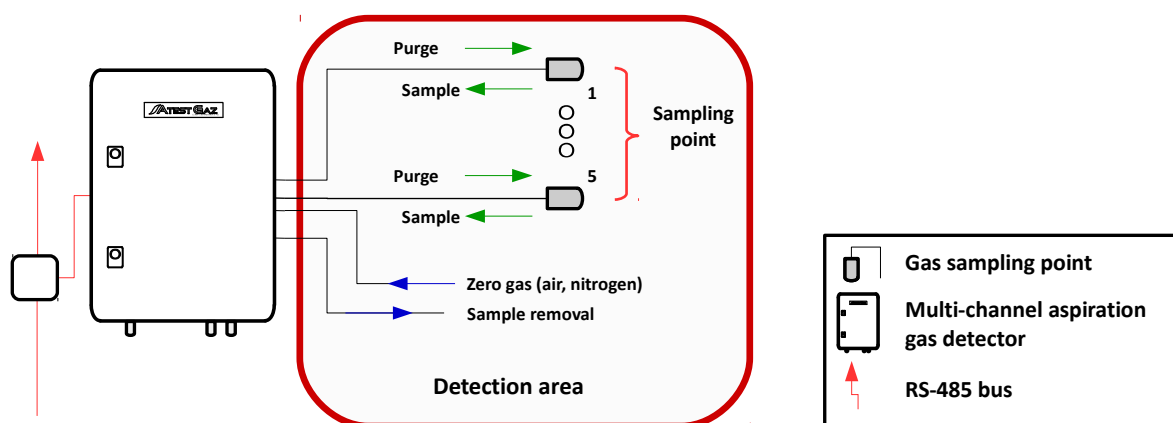 Purge
Sample
1
Sampling
point
ATEST GAZ
Purge
5
Sample
Zero gas (air, nitrogen)
Sample removal
Detection area
Gas sampling point
Multi-channel aspiration
gas detector
RS-485 bus